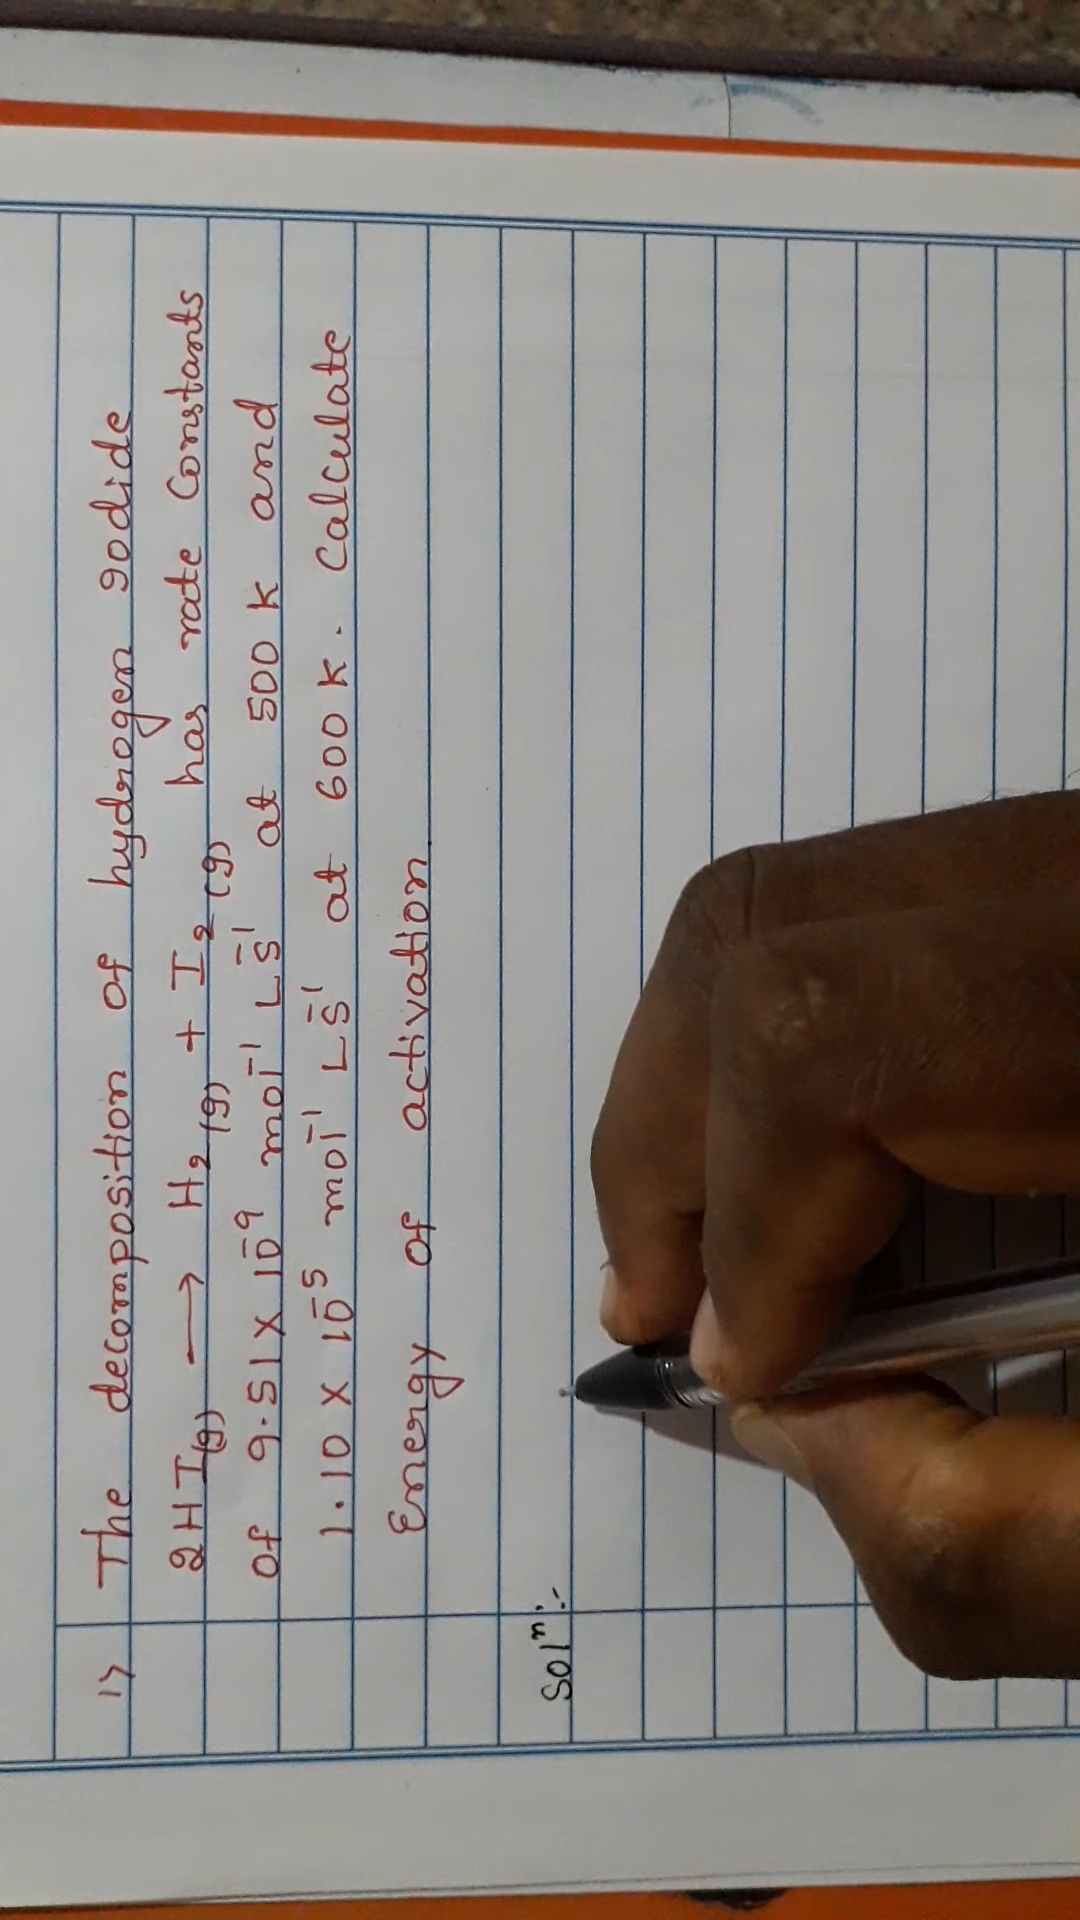 1) The decomposition of hydrogen iodide
2HI(g) ⟶ H₂(g) + I₂(g) has rate constants
of 9.51 × 10⁻⁹ mol⁻¹ L s⁻¹ at 500 K and
1.10 × 10⁻⁵ mol⁻¹ L s⁻¹ at 600 K. Calculate
Energy of activation.
Solⁿ:-